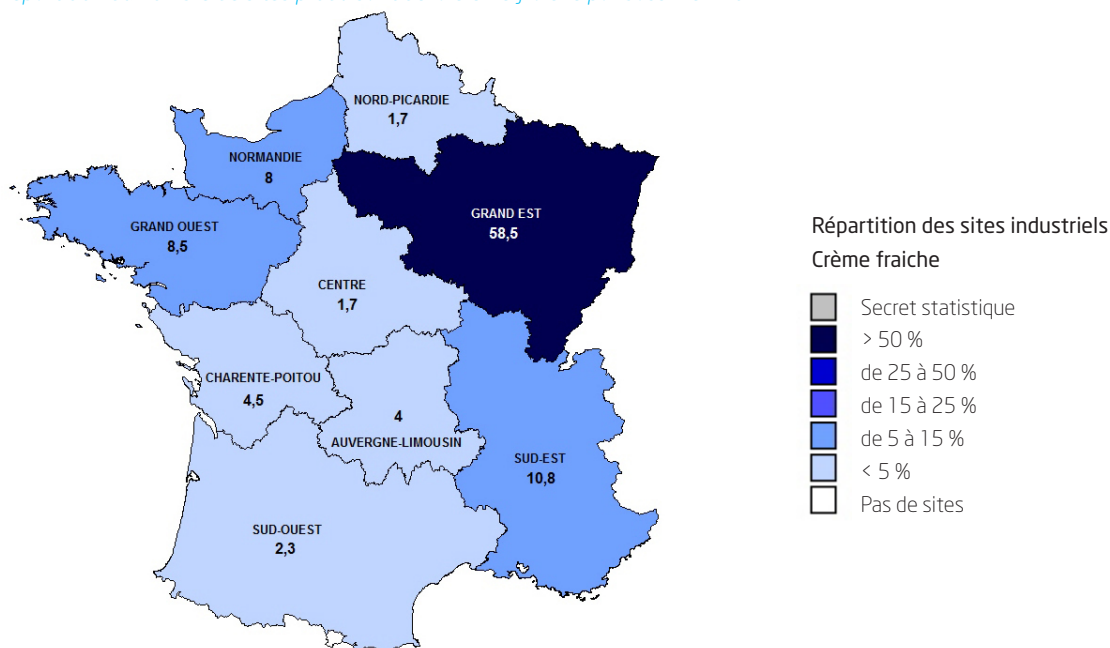 NORD-PICARDIE
1,7
NORMANDIE
8
GRAND EST
58,5
GRAND OUEST
8,5
CENTRE
1,7
CHARENTE-POITOU
4,5
4
AUVERGNE-LIMOUSIN
SUD-EST
10,8
SUD-OUEST
2,3
Répartition des sites industriels
Crème fraiche
Secret statistique
> 50 %
de 25 à 50 %
de 15 à 25 %
de 5 à 15 %
< 5 %
Pas de sites